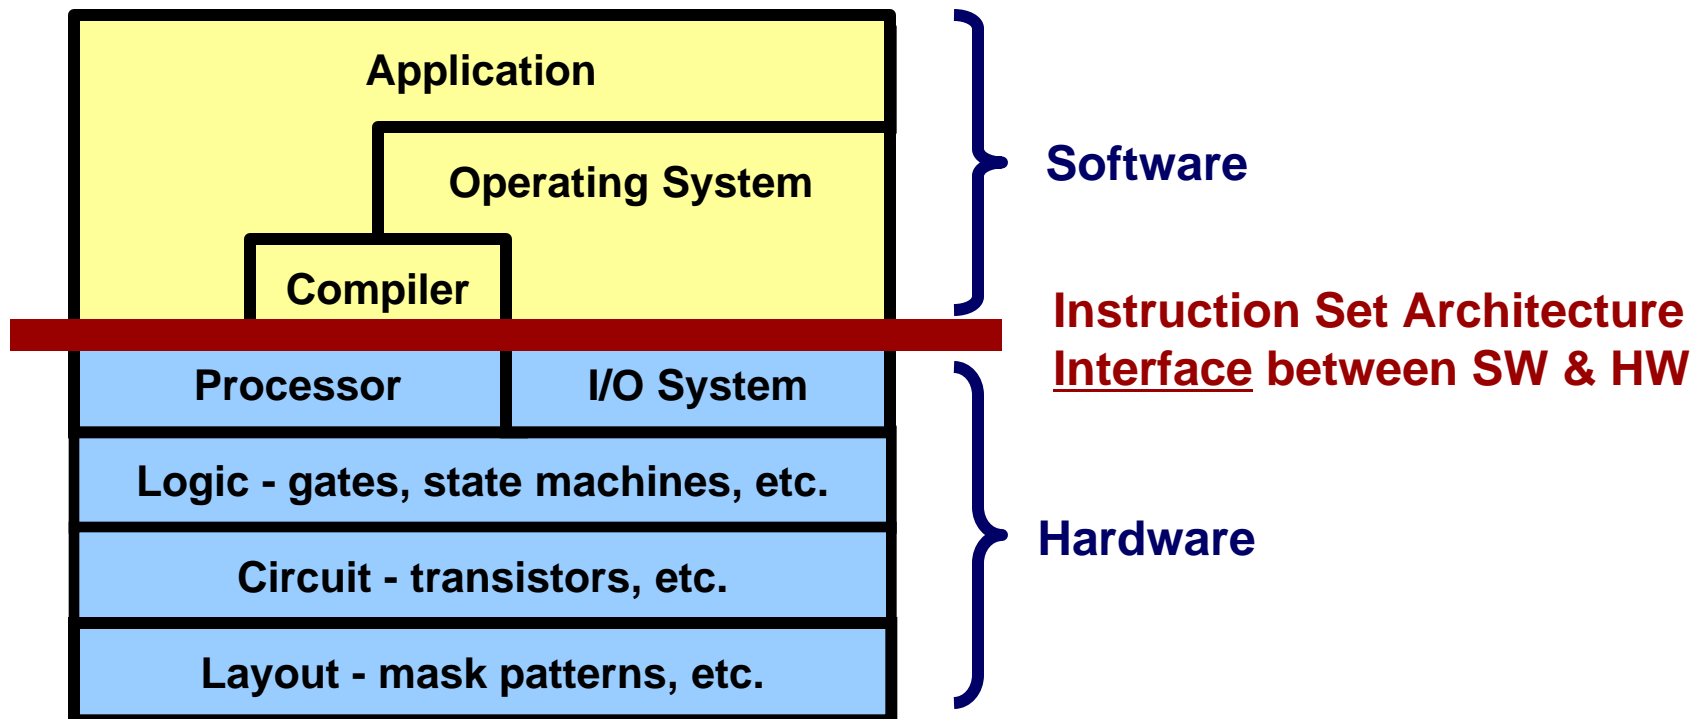 Application
Operating System
Software
Compiler
Instruction Set Architecture
Interface between SW & HW
Processor
I/O System
Logic - gates, state machines, etc.
Hardware
Circuit - transistors, etc.
Layout - mask patterns, etc.